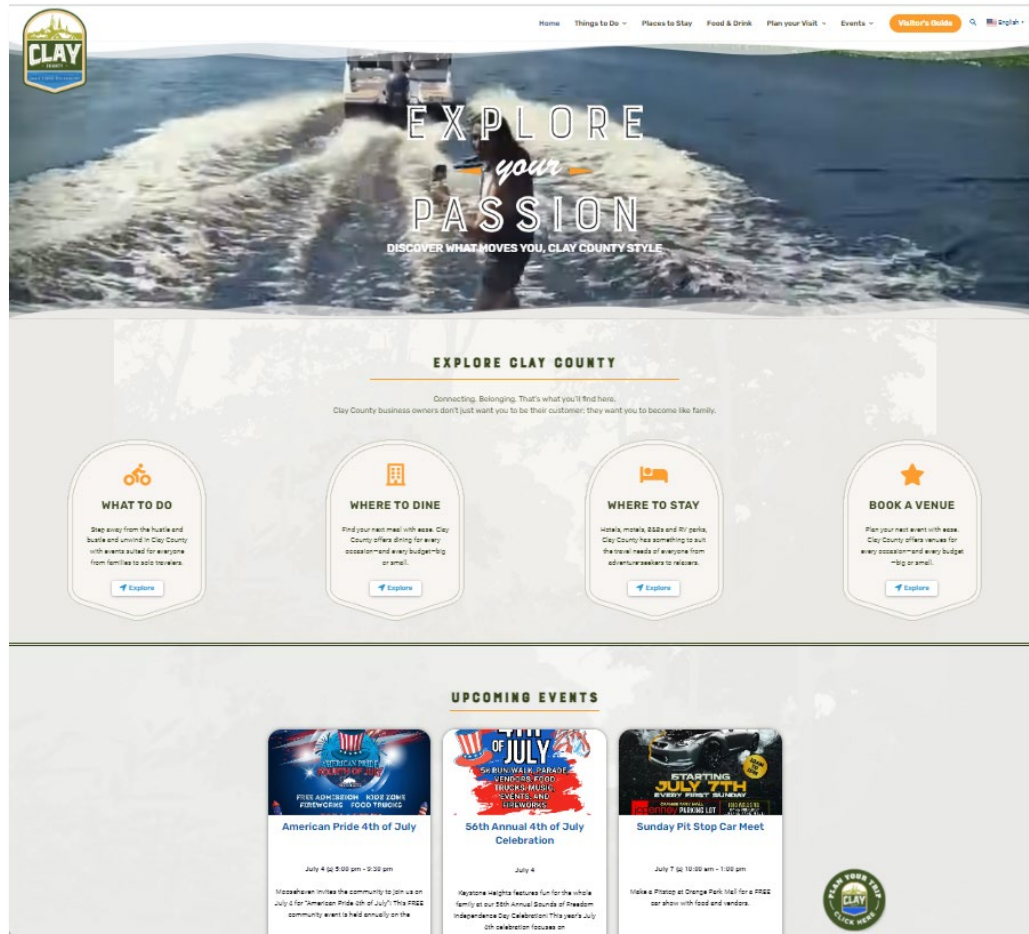 CLAY
COUNTY
Home Things to Do Places to Stay Food & Drink Plan your Visit Events Visitor's Guide English
EXPLORE
your
PASSION
DISCOVER WHAT MOVES YOU, CLAY COUNTY STYLE
EXPLORE CLAY COUNTY
Connecting. Belonging. That's what you'll find here.
Clay County business owners don't just want you to be their customer; they want you to become like family.
WHAT TO DO
Step away from the hustle and
bustle and unwind in Clay County
with events suited for everyone
from families to solo travelers.
Explore
WHERE TO DINE
Find your next meal with ease. Clay
County offers dining for every
occasion—and every budget—big
or small.
Explore
WHERE TO STAY
Hotels, motels, B&Bs and RV parks,
Clay County has something to suit
the travel needs of everyone from
adventure-seekers to relaxers.
Explore
BOOK A VENUE
Plan your next event with ease.
Clay County offers venues for
every occasion—and every budget
—big or small.
Explore
UPCOMING EVENTS
AMERICAN PRIDE
FOURTH OF JULY
FREE ADMISSION KIDS ZONE
FIREWORKS FOOD TRUCKS
American Pride 4th of July
July 4 @ 5:00 pm - 9:30 pm
Moosehaven invites the community to join us on
July 4 for "American Pride 4th of July"! This FREE
community event is held annually on the
4TH
OF JULY
5K RUN/WALK, PARADE,
VENDORS, FOOD
TRUCKS, MUSIC,
EVENTS, AND
FIREWORKS
56th Annual 4th of July
Celebration
July 4
Keystone Heights features fun for the whole
family at our 56th Annual Sounds of Freedom
Independence Day Celebration! This year's July
4th celebration focuses on
STARTING
JULY 7TH
EVERY FIRST SUNDAY
PARKING LOT
Sunday Pit Stop Car Meet
July 7 @ 10:00 am - 1:00 pm
Make a Pitstop at Orange Park Mall for a FREE
car show with food and vendors.
PLAN YOUR TRIP
CLAY
CLICK HERE